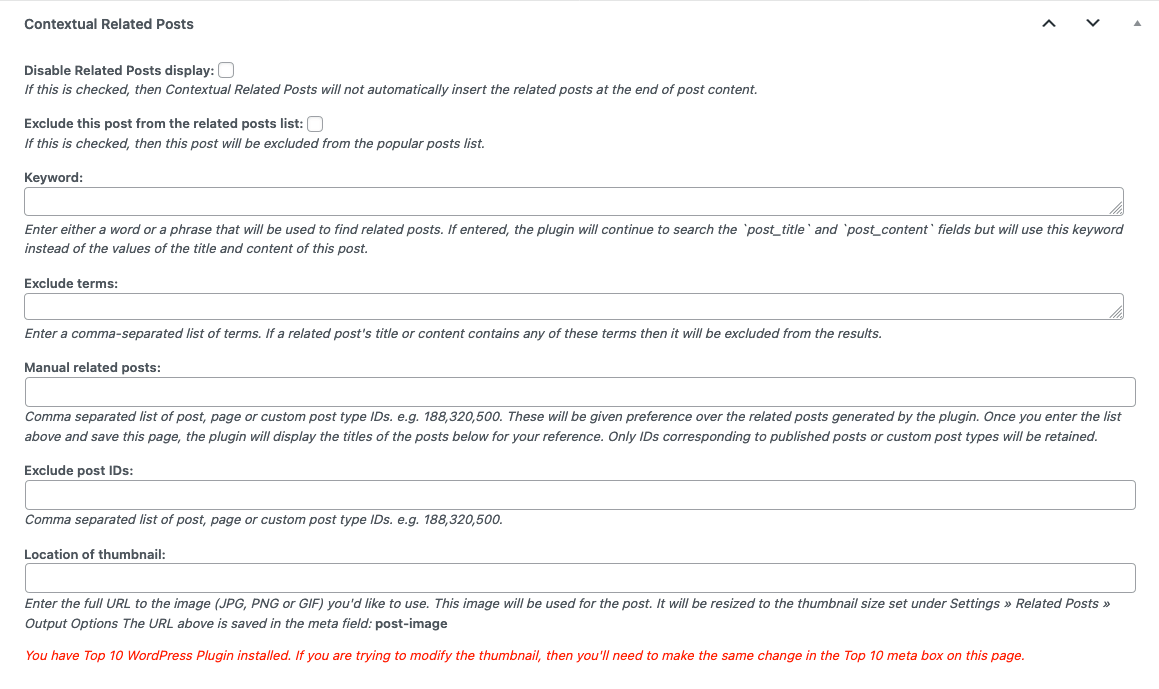 Contextual Related Posts
Disable Related Posts display:
If this is checked, then Contextual Related Posts will not automatically insert the related posts at the end of post content.
Exclude this post from the related posts list:
If this is checked, then this post will be excluded from the popular posts list.
Keyword:
Enter either a word or a phrase that will be used to find related posts. If entered, the plugin will continue to search the `post_title` and `post_content` fields but will use this keyword
instead of the values of the title and content of this post.
Exclude terms:
Enter a comma-separated list of terms. If a related post's title or content contains any of these terms then it will be excluded from the results.
Manual related posts:
Comma separated list of post, page or custom post type IDs. e.g. 188,320,500. These will be given preference over the related posts generated by the plugin. Once you enter the list
above and save this page, the plugin will display the titles of the posts below for your reference. Only IDs corresponding to published posts or custom post types will be retained.
Exclude post IDs:
Comma separated list of post, page or custom post type IDs. e.g. 188,320,500.
Location of thumbnail:
Enter the full URL to the image (JPG, PNG or GIF) you'd like to use. This image will be used for the post. It will be resized to the thumbnail size set under Settings » Related Posts »
Output Options The URL above is saved in the meta field: post-image
You have Top 10 WordPress Plugin installed. If you are trying to modify the thumbnail, then you'll need to make the same change in the Top 10 meta box on this page.